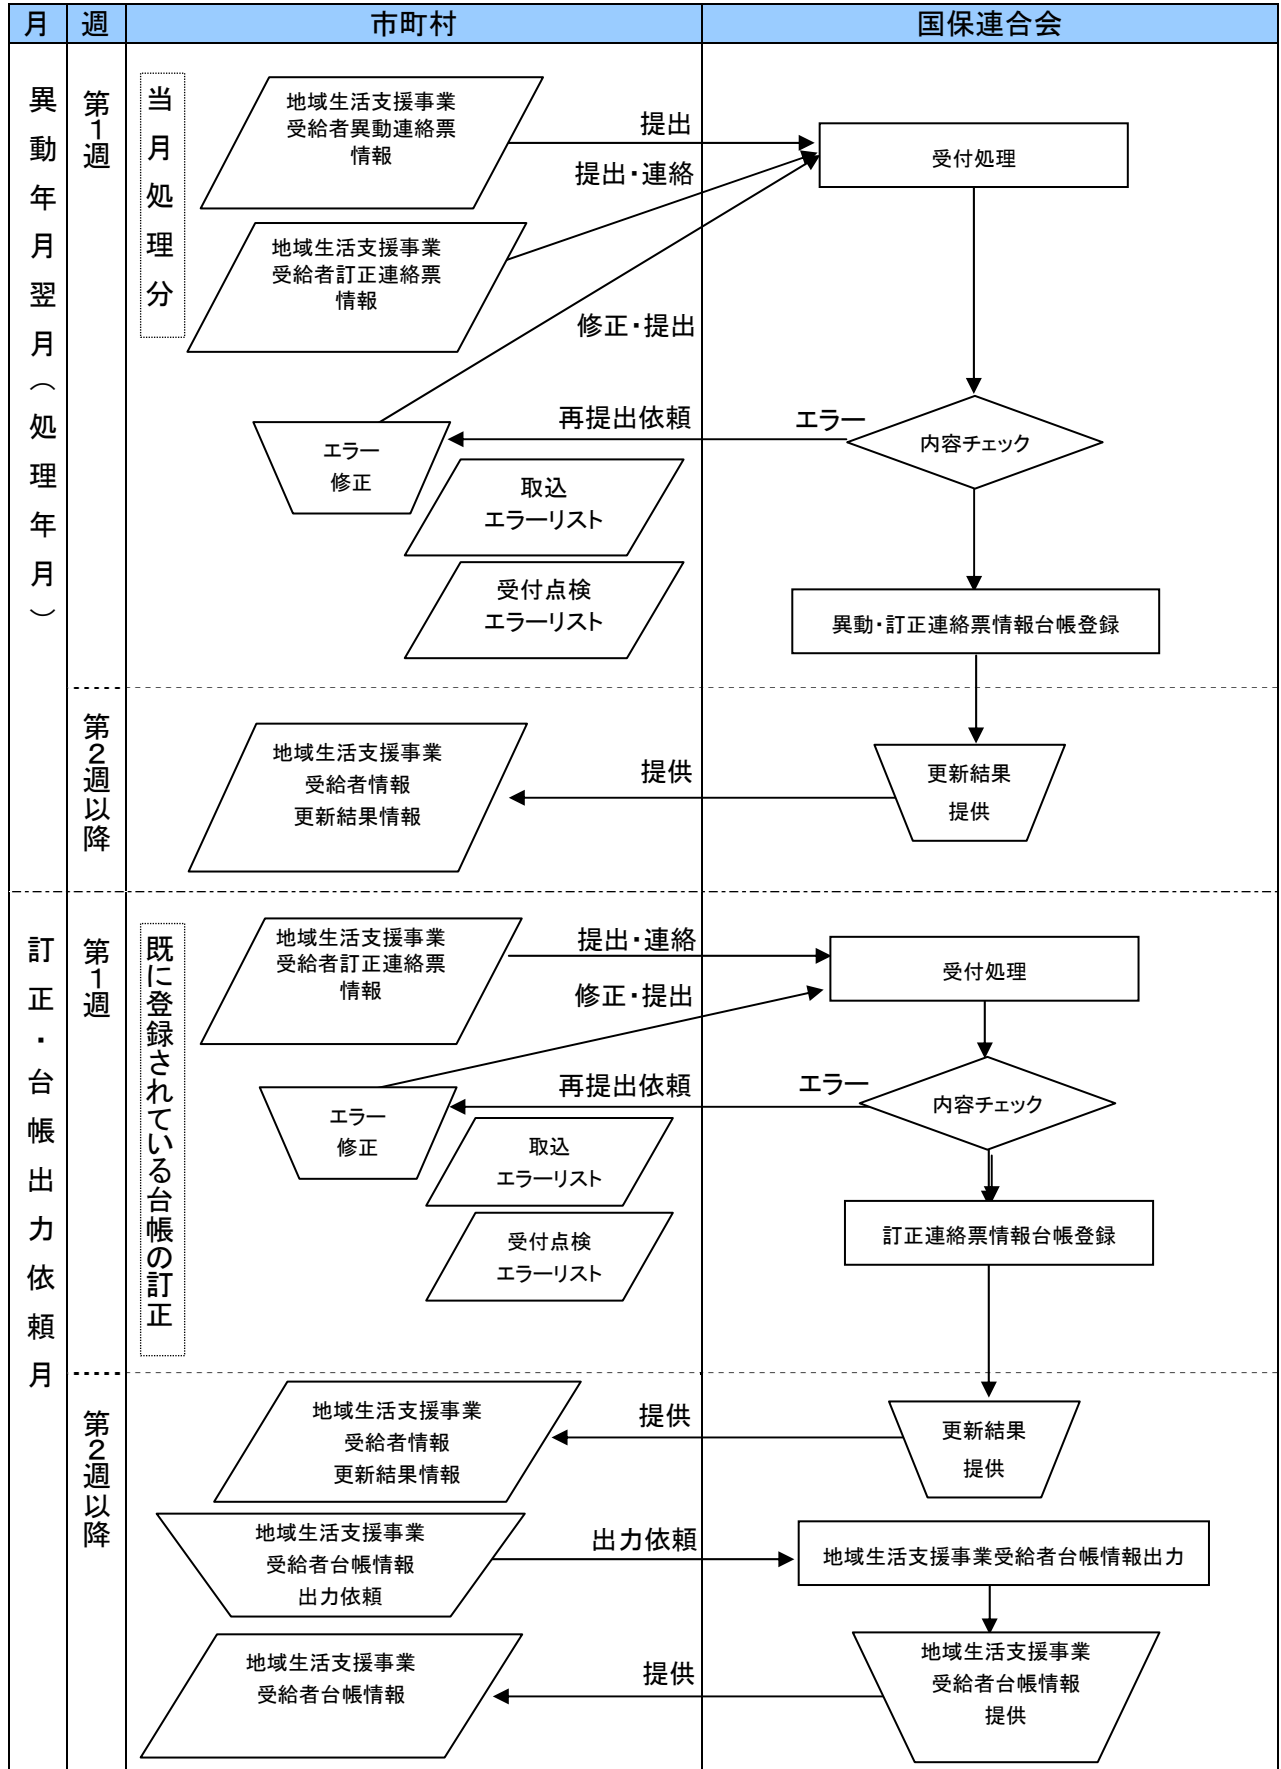 月
週
市町村
国保連合会
異動年月翌月（処理年月）
第1週
当月処理分
地域生活支援事業
受給者異動連絡票
情報
提出
受付処理
提出・連絡
地域生活支援事業
受給者訂正連絡票
情報
修正・提出
再提出依頼
エラー
内容チェック
エラー
修正
取込
エラーリスト
受付点検
エラーリスト
異動・訂正連絡票情報台帳登録
第2週以降
地域生活支援事業
受給者情報
更新結果情報
提供
更新結果
提供
訂正・台帳出力依頼月
第1週
既に登録されている台帳の訂正
地域生活支援事業
受給者訂正連絡票
情報
提出・連絡
受付処理
修正・提出
再提出依頼
エラー
内容チェック
エラー
修正
取込
エラーリスト
受付点検
エラーリスト
訂正連絡票情報台帳登録
第2週以降
地域生活支援事業
受給者情報
更新結果情報
提供
更新結果
提供
地域生活支援事業
受給者台帳情報
出力依頼
出力依頼
地域生活支援事業受給者台帳情報出力
地域生活支援事業
受給者台帳情報
提供
地域生活支援事業
受給者台帳情報
提供